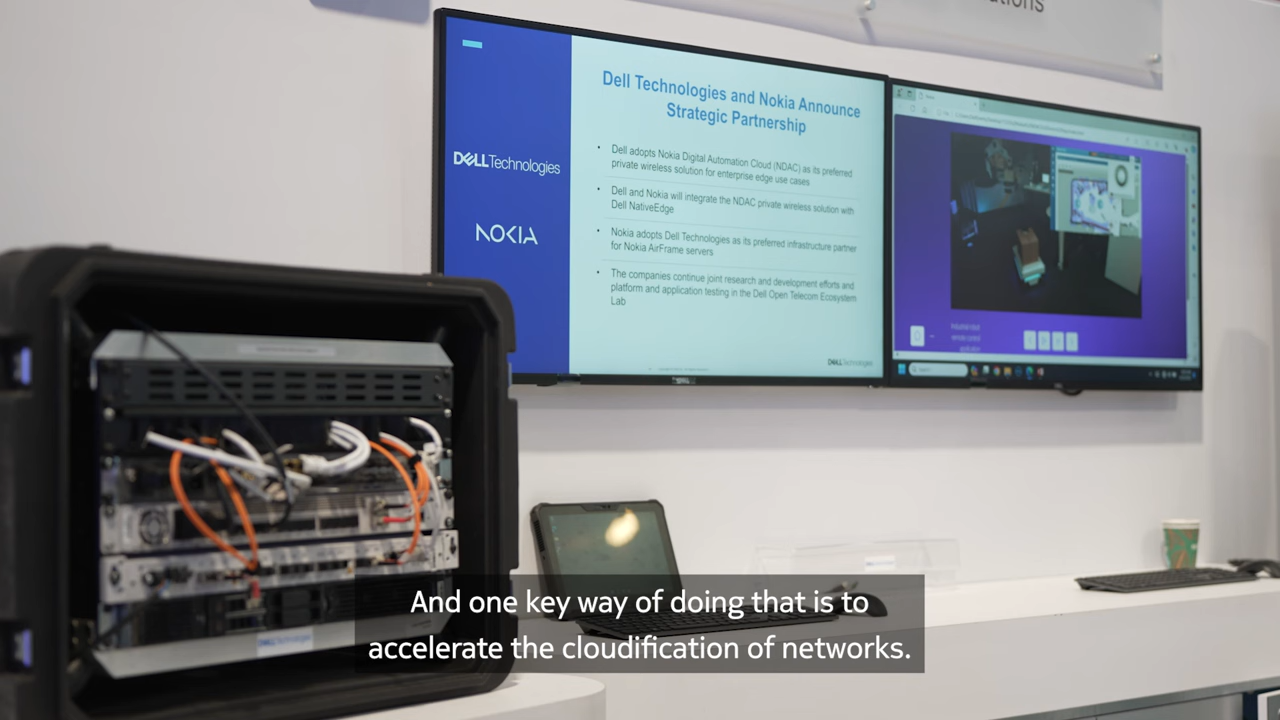 Dell Technologies and Nokia Announce
Strategic Partnership
DELL Technologies
NOKIA
• Dell adopts Nokia Digital Automation Cloud (NDAC) as its preferred
private wireless solution for enterprise edge use cases
• Dell and Nokia will integrate the NDAC private wireless solution with
Dell NativeEdge
• Nokia adopts Dell Technologies as its preferred infrastructure partner
for Nokia AirFrame servers
• The companies continue joint research and development efforts and
platform and application testing in the Dell Open Telecom Ecosystem
Lab
DELL Technologies
And one key way of doing that is to
accelerate the cloudification of networks.